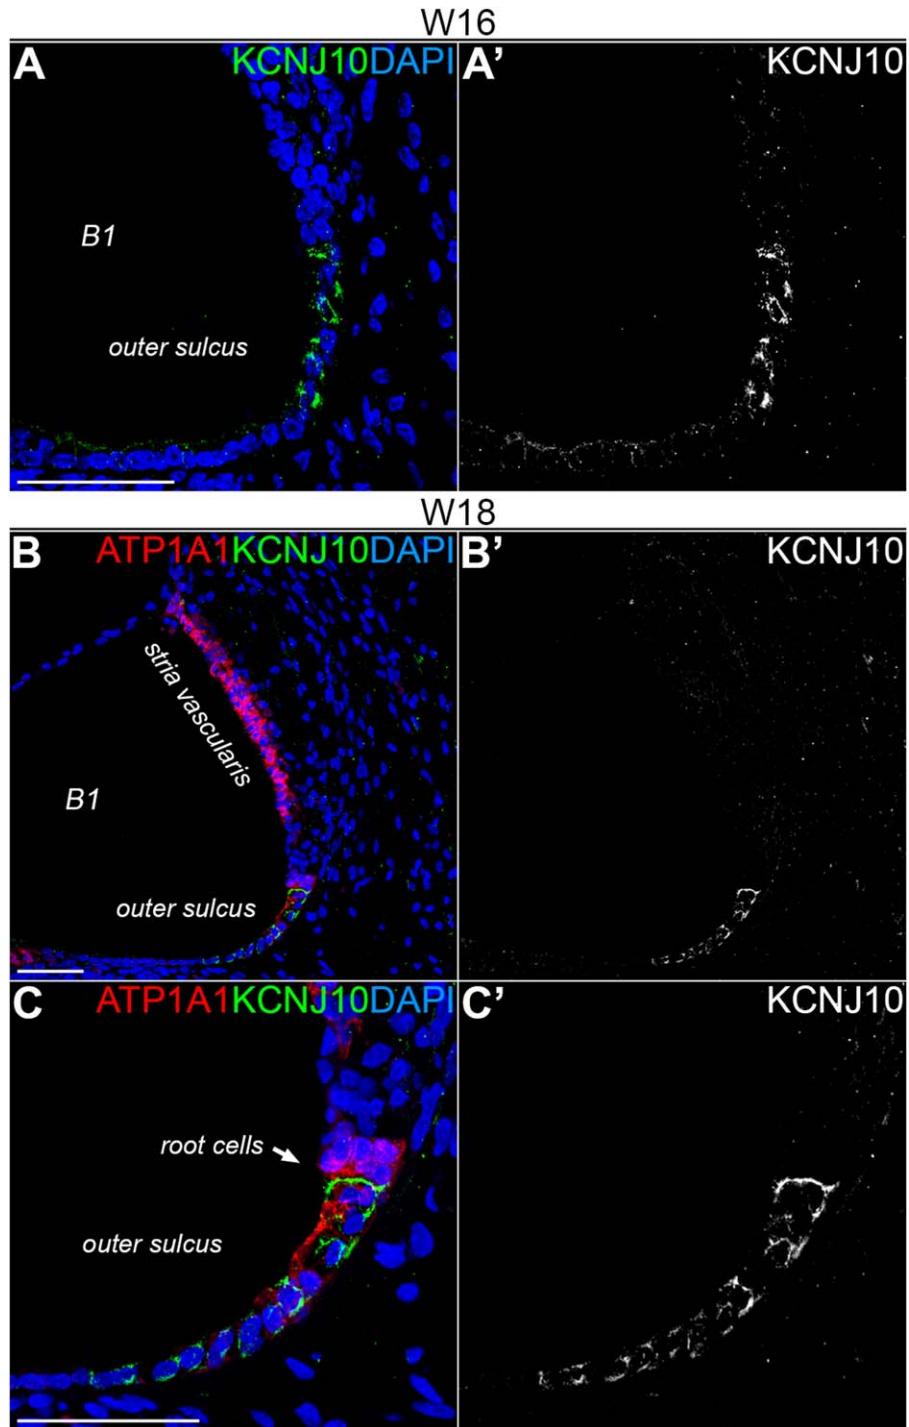 W16
A KCNJ10DAPI A’ KCNJ10
B1
outer sulcus
W18
B ATP1A1KCNJ10DAPI B’ KCNJ10
stria vascularis
B1
outer sulcus
C ATP1A1KCNJ10DAPI C’ KCNJ10
root cells
outer sulcus